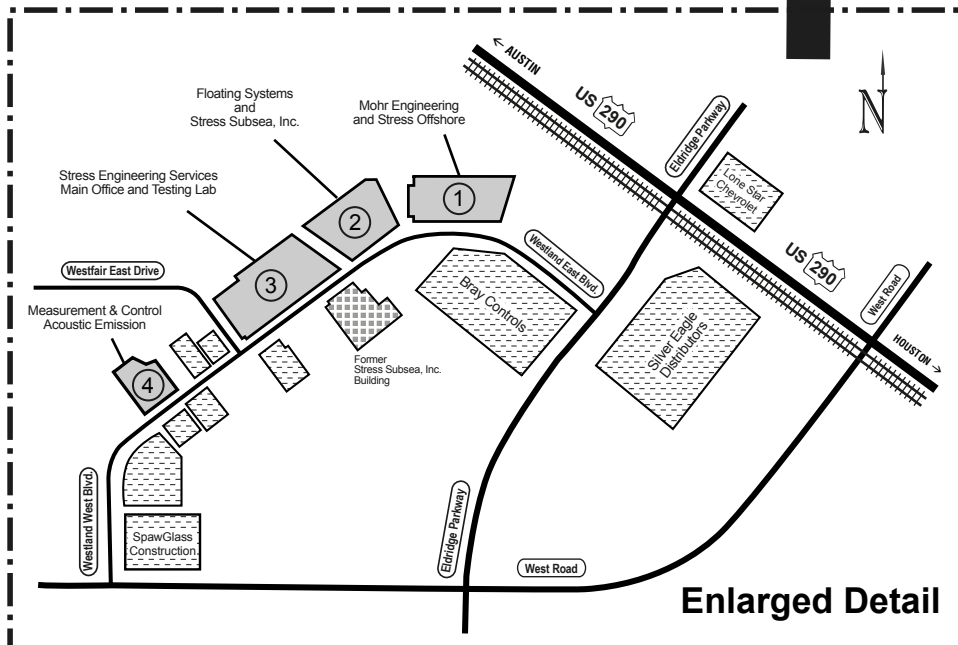 ← AUSTIN
US 290
Eldridge Parkway
N
Floating Systems
and
Stress Subsea, Inc.
Mohr Engineering
and Stress Offshore
Lone Star
Chevrolet
Stress Engineering Services
Main Office and Testing Lab
1
2
3
Westfair East Drive
Westland East Blvd.
US 290
West Road
Bray Controls
Silver Eagle
Distributors
HOUSTON →
Measurement & Control
Acoustic Emission
4
Former
Stress Subsea, Inc.
Building
Westland West Blvd.
Eldridge Parkway
SpawGlass
Construction
West Road
Enlarged Detail